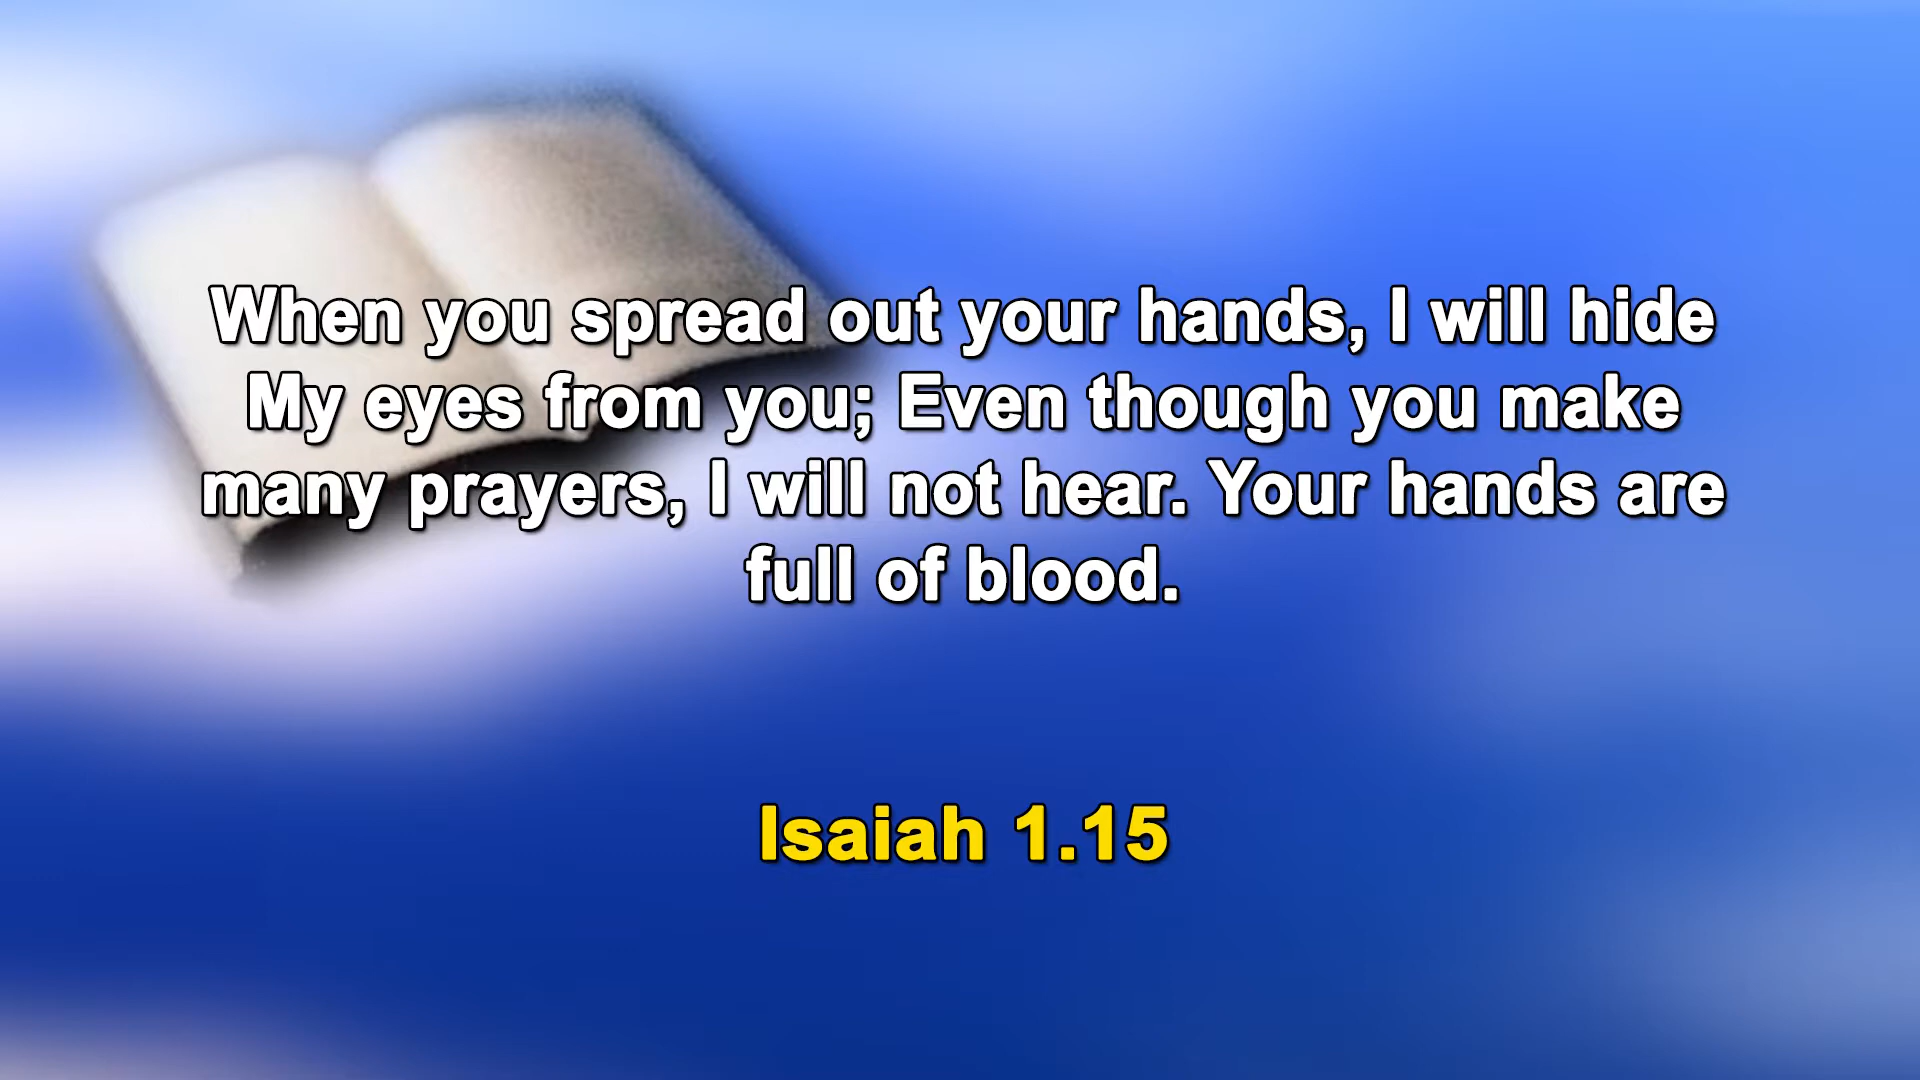 When you spread out your hands, I will hide
My eyes from you; Even though you make
many prayers, I will not hear. Your hands are
full of blood.
Isaiah 1.15